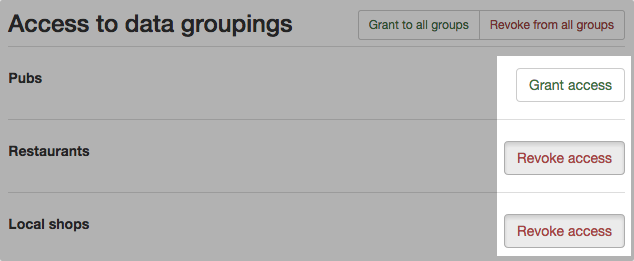 Access to data groupings
Grant to all groups
Revoke from all groups
Pubs
Grant access
Restaurants
Revoke access
Local shops
Revoke access